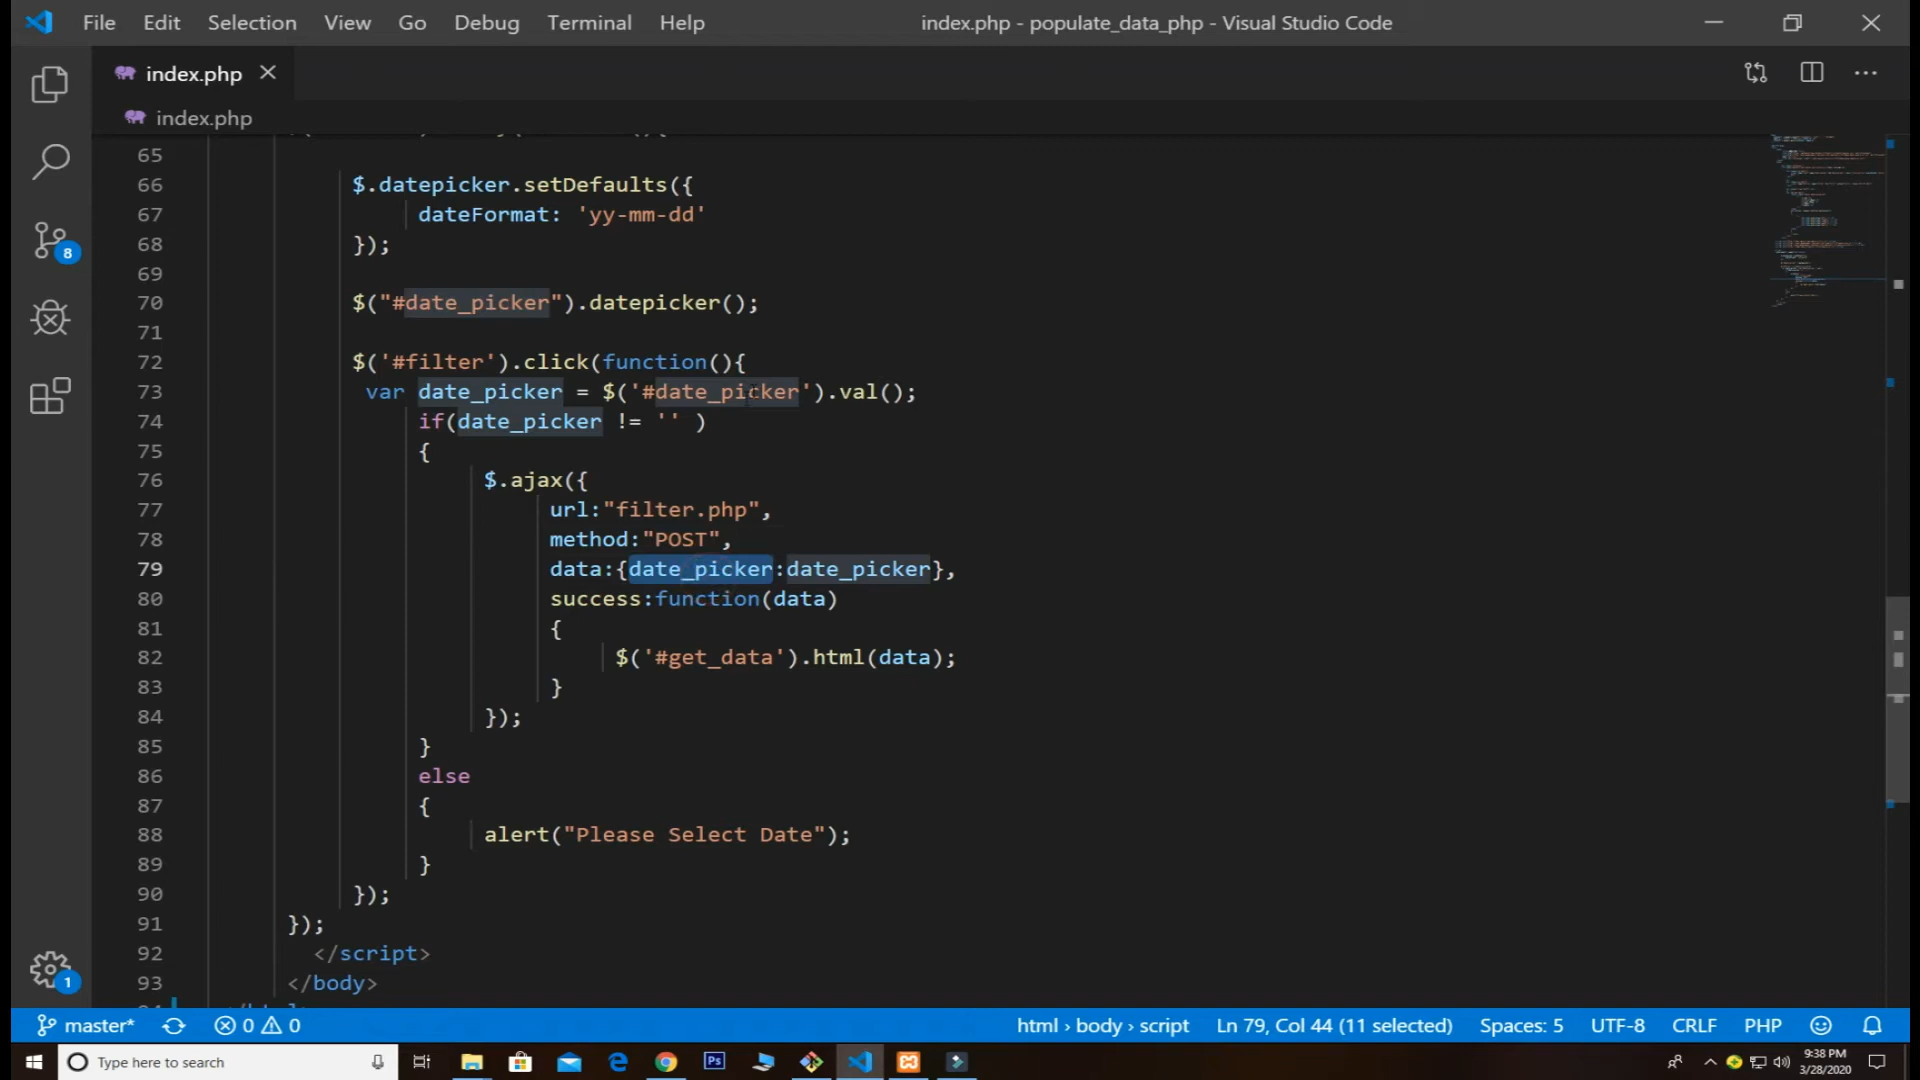 File Edit Selection View Go Debug Terminal Help index.php - populate_data_php - Visual Studio Code
index.php
index.php
65
66 $.datepicker.setDefaults({
67 dateFormat: 'yy-mm-dd'
68 });
69
70 $("#date_picker").datepicker();
71
72 $('#filter').click(function(){
73 var date_picker = $('#date_picker').val();
74 if(date_picker != '' )
75 {
76 $.ajax({
77 url:"filter.php",
78 method:"POST",
79 data:{date_picker:date_picker},
80 success:function(data)
81 {
82 $('#get_data').html(data);
83 }
84 });
85 }
86 else
87 {
88 alert("Please Select Date");
89 }
90 });
91 });
92 </script>
93 </body>
8
1
master* 0 0 html › body › script Ln 79, Col 44 (11 selected) Spaces: 5 UTF-8 CRLF PHP
Type here to search
Ps
9:38 PM
3/28/2020